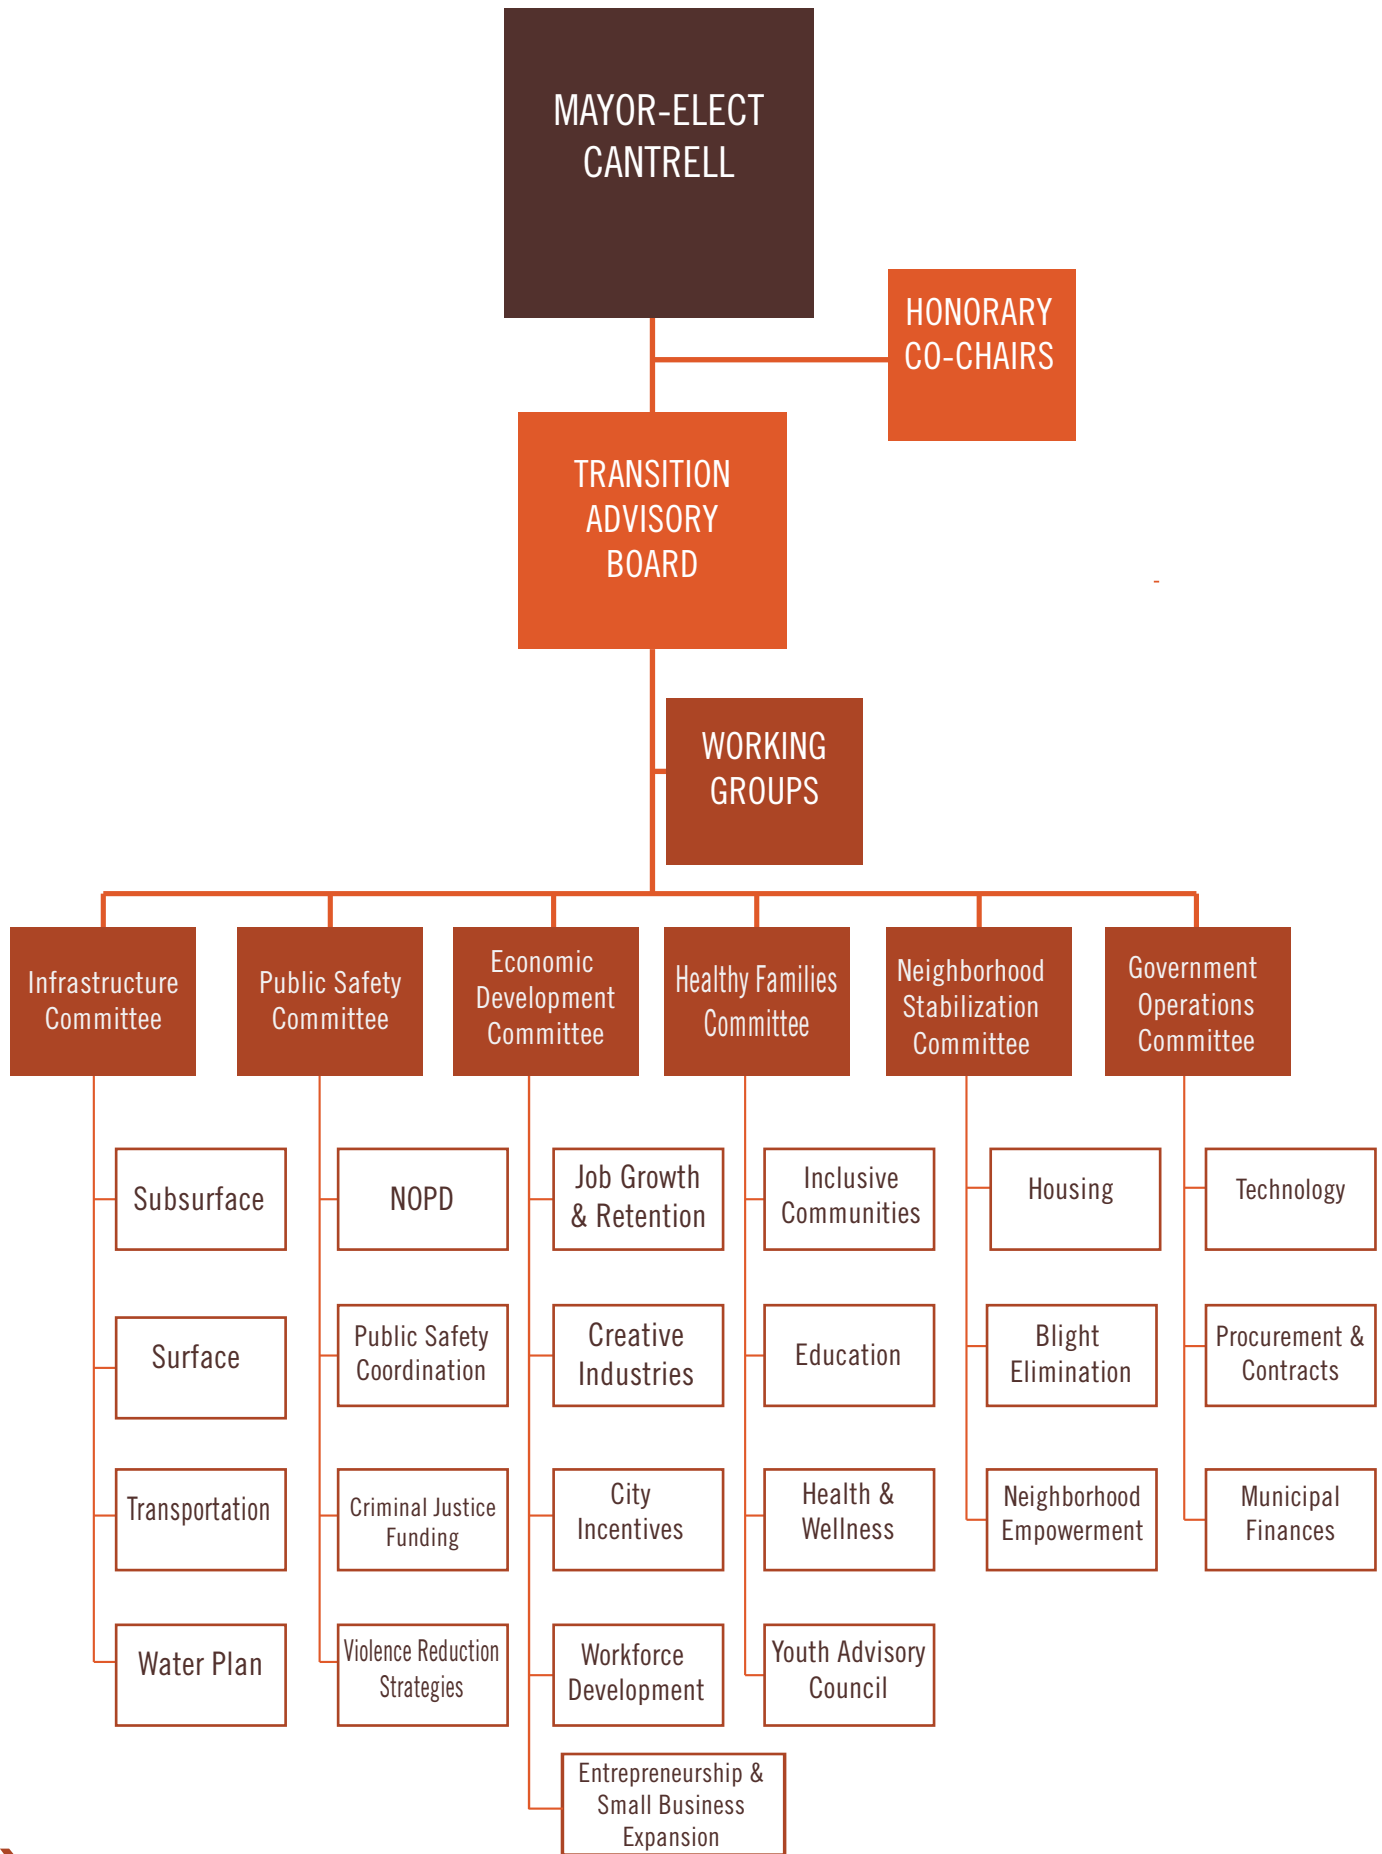 MAYOR-ELECT
CANTRELL
HONORARY
CO-CHAIRS
TRANSITION
ADVISORY
BOARD
WORKING
GROUPS
Infrastructure
Committee
Public Safety
Committee
Economic
Development
Committee
Healthy Families
Committee
Neighborhood
Stabilization
Committee
Government
Operations
Committee
Subsurface
Surface
Transportation
Water Plan
NOPD
Public Safety
Coordination
Criminal Justice
Funding
Violence Reduction
Strategies
Job Growth
& Retention
Creative
Industries
City
Incentives
Workforce
Development
Entrepreneurship &
Small Business
Expansion
Inclusive
Communities
Education
Health &
Wellness
Youth Advisory
Council
Housing
Blight
Elimination
Neighborhood
Empowerment
Technology
Procurement &
Contracts
Municipal
Finances